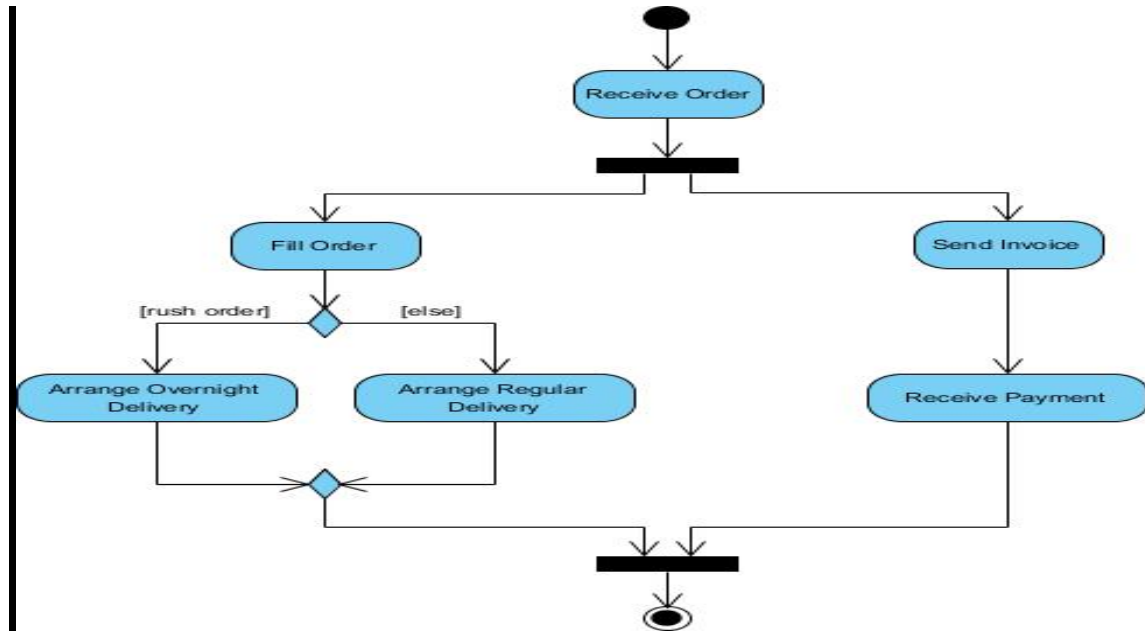 Receive Order
Fill Order
Send Invoice
[rush order]
[else]
Arrange Overnight
Delivery
Arrange Regular
Delivery
Receive Payment